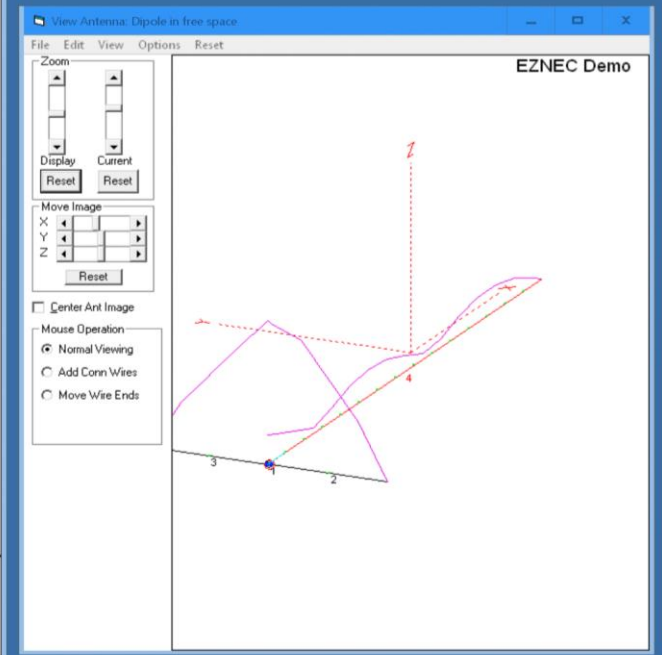 View Antenna: Dipole in free space
File Edit View Options Reset
Zoom
Display Current
Reset Reset
Move Image
X
Y
Z
Reset
Center Ant Image
Mouse Operation
Normal Viewing
Add Conn Wires
Move Wire Ends
EZNEC Demo
Z
Y
X
4
3
1
2